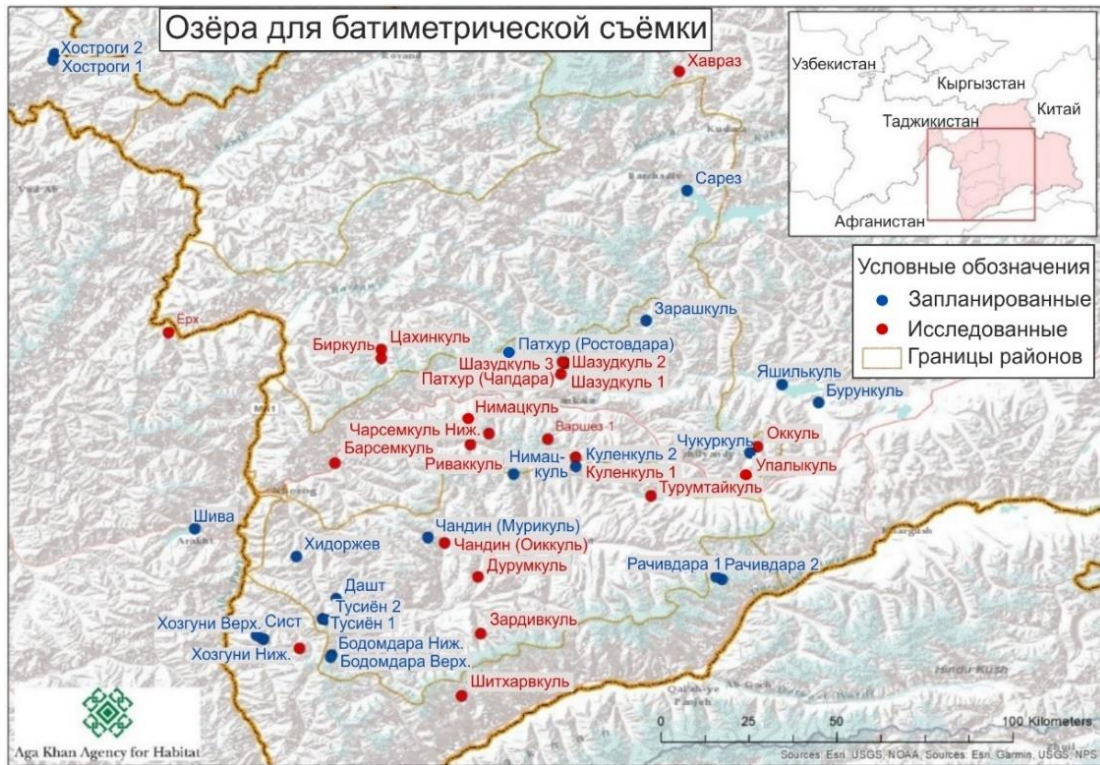 Озёра для батиметрической съёмки
Хостроги 2
Хостроги 1
Хавраз
Узбекистан
Кыргызстан
Китай
Таджикистан
Афганистан
Сарез
Условные обозначения
Запланированные
Исследованные
Границы районов
Зарашкуль
Ерх
Цахинкуль
Биркуль
Патхур (Ростовдара)
Шазудкуль 3
Шазудкуль 2
Патхур (Чапдара)
Шазудкуль 1
Яшилькуль
Бурункуль
Нимацкуль
Чарсемкуль Ниж.
Варшез 1
Оккуль
Чукуркуль
Барсемкуль
Риваккуль
Нимац-
куль
Куленкуль 2
Куленкуль 1
Упалыкуль
Турумтайкуль
Шива
Чандин (Мурикуль)
Чандин (Оиккуль)
Хидоржев
Дурумкуль
Рачивдара 1
Рачивдара 2
Дашт
Тусиён 2
Тусиён 1
Хозгуни Верх.
Сист
Зардивкуль
Хозгуни Ниж.
Бодомдара Ниж.
Бодомдара Верх.
Шитхарвкуль
Hindu Kush
0 25 50 100 Kilometers
Aga Khan Agency for Habitat
Sources: Esri, USGS, NOAA, Sources: Esri, Garmin, USGS, NPS